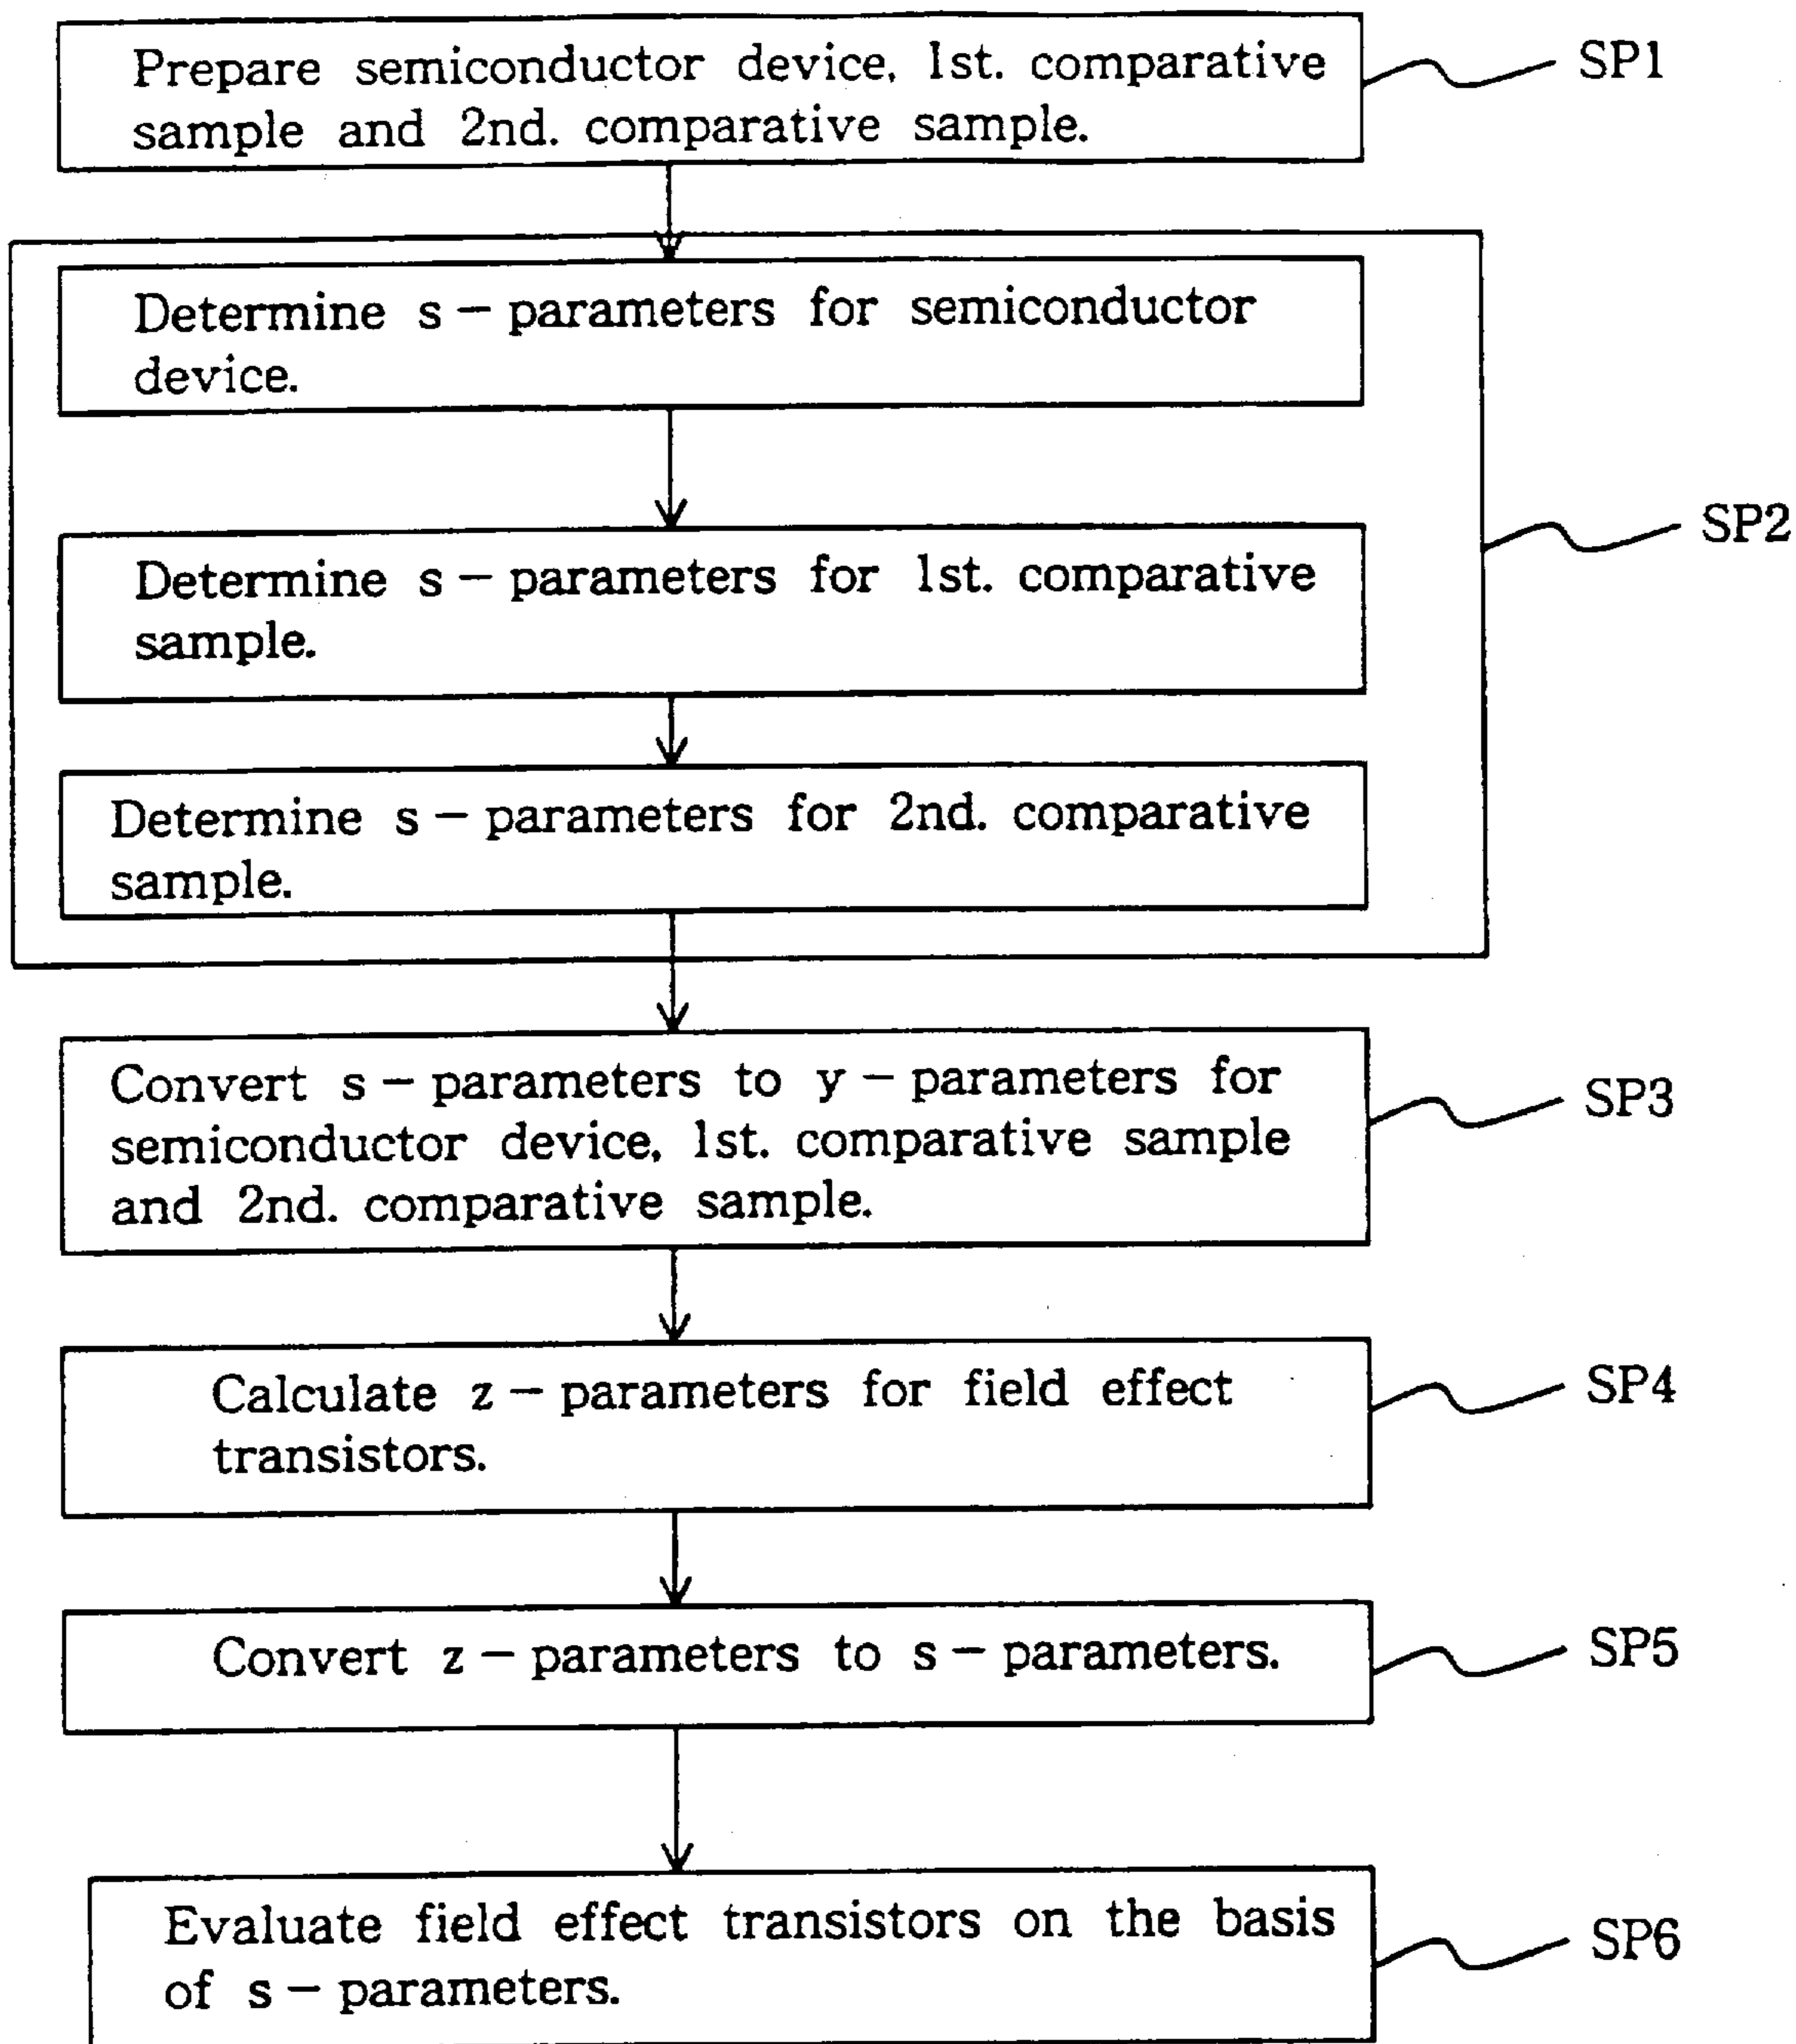 Prepare semiconductor device, 1st. comparative
sample and 2nd. comparative sample.
SP1
Determine s – parameters for semiconductor
device.
Determine s – parameters for 1st. comparative
sample.
SP2
Determine s – parameters for 2nd. comparative
sample.
Convert s – parameters to y – parameters for
semiconductor device, 1st. comparative sample
and 2nd. comparative sample.
SP3
Calculate z – parameters for field effect
transistors.
SP4
Convert z – parameters to s – parameters.
SP5
Evaluate field effect transistors on the basis
of s – parameters.
SP6